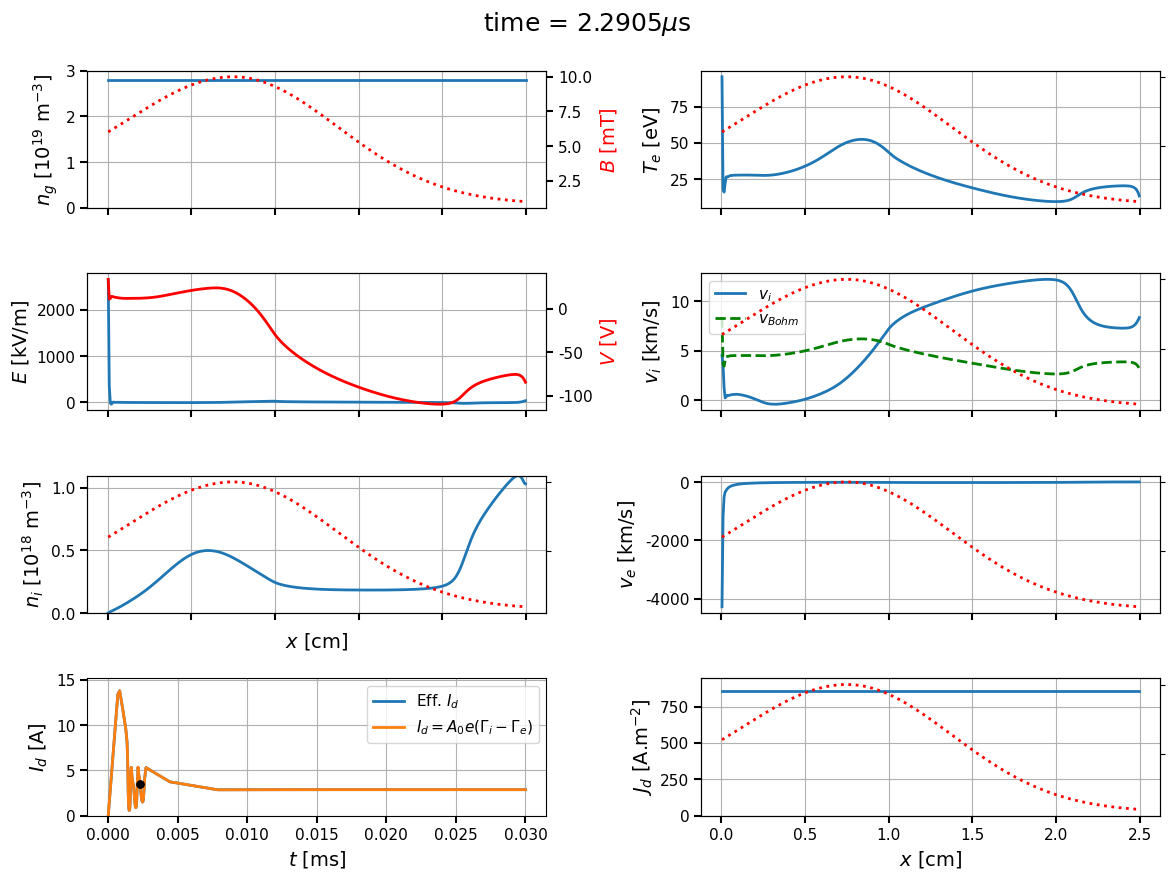 time = 2.2905μs
n_g [10^19 m^-3]
3
2
1
0
10.0
7.5
5.0
2.5
B [mT]
T_e [eV]
75
50
25
E [kV/m]
2000
1000
0
0
-50
-100
V [V]
v_i [km/s]
10
5
0
v_i
v_Bohm
n_i [10^18 m^-3]
1.0
0.5
0.0
x [cm]
v_e [km/s]
0
-2000
-4000
I_d [A]
15
10
5
0
Eff. I_d
I_d = A_0e(Γ_i − Γ_e)
0.000 0.005 0.010 0.015 0.020 0.025 0.030
t [ms]
J_d [A.m^-2]
750
500
250
0
0.0 0.5 1.0 1.5 2.0 2.5
x [cm]